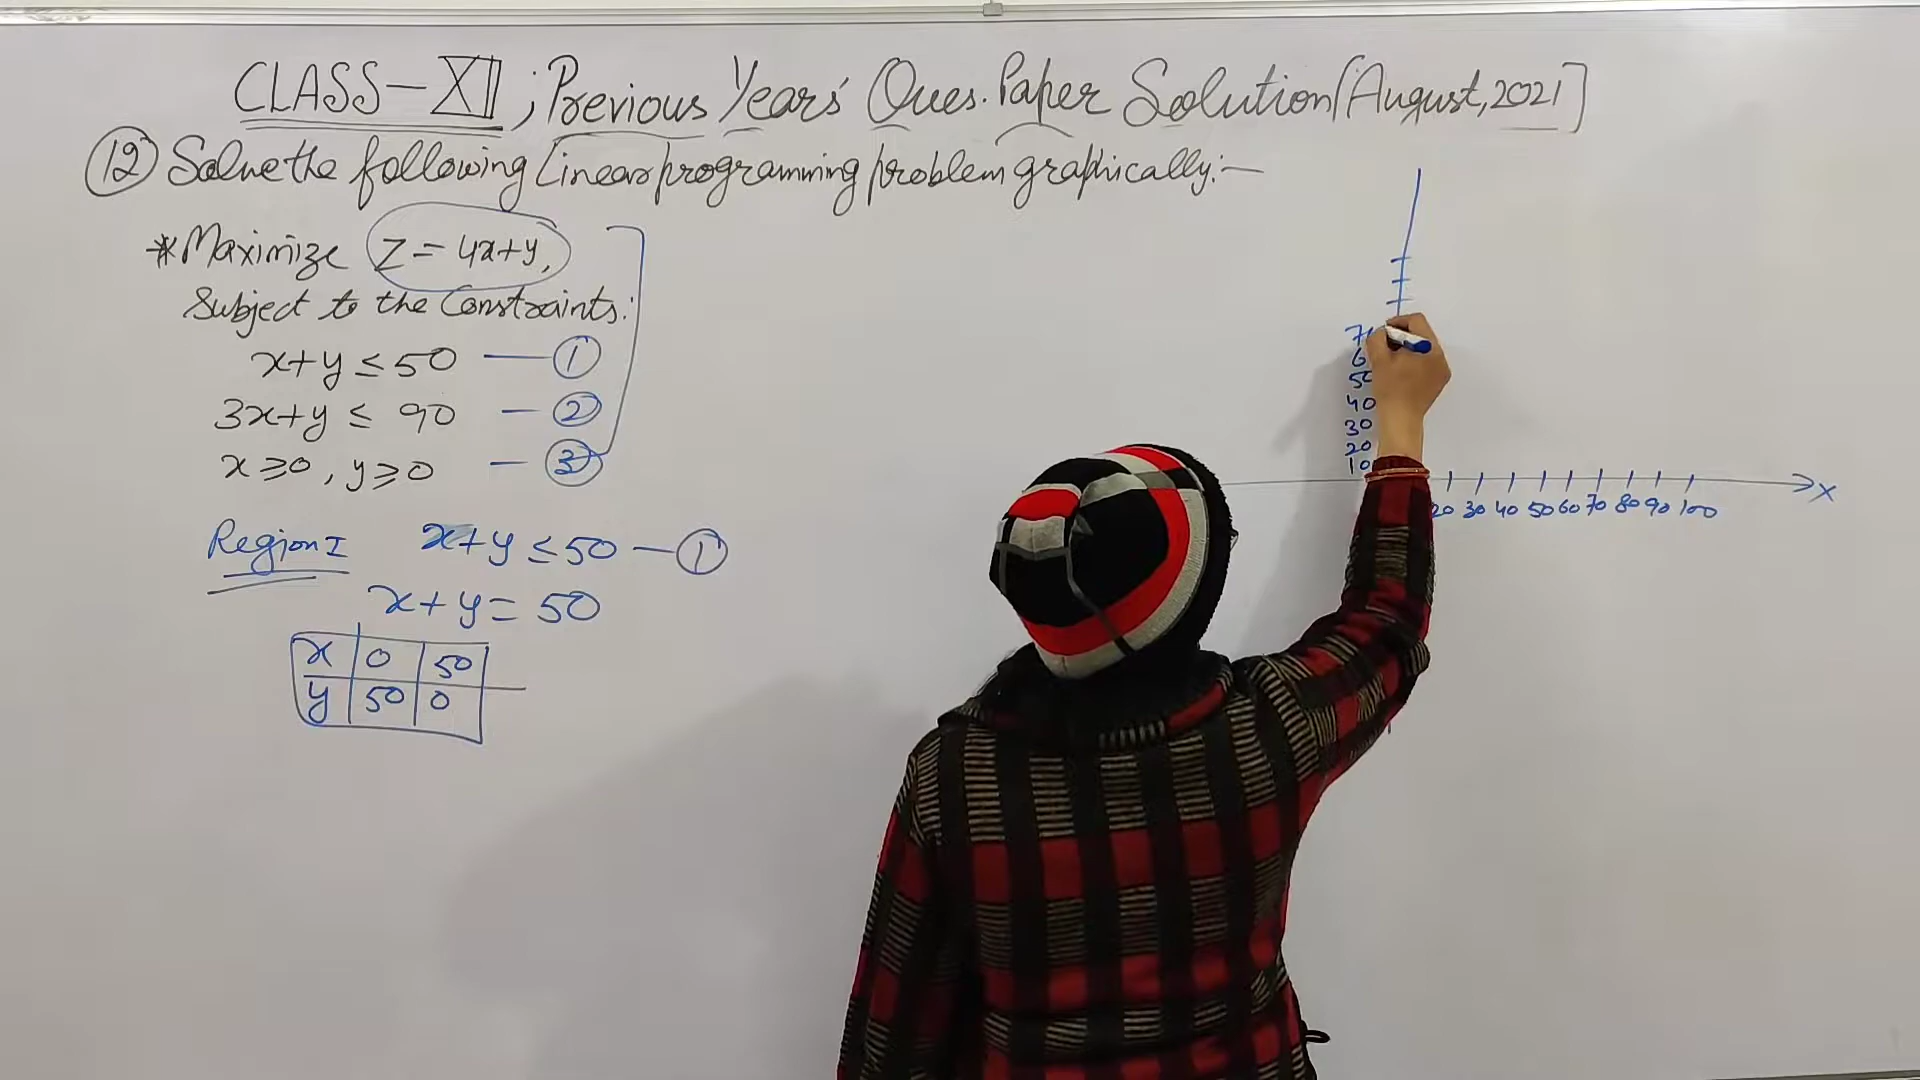 CLASS-XII ; Previous Years' Ques. Paper Solution [August, 2021]
12 Solve the following Linear programming problem graphically:-
*Maximize Z = 4x+y,
Subject to the Constraints:
x+y ≤ 50 — 1
3x+y ≤ 90 — 2
x ≥ 0, y ≥ 0 — 3
Region I x+y ≤ 50 — 1
x+y = 50
x 0 50
y 50 0
50
40
30
20
10
20 30 40 50 60 70 80 90 100
X